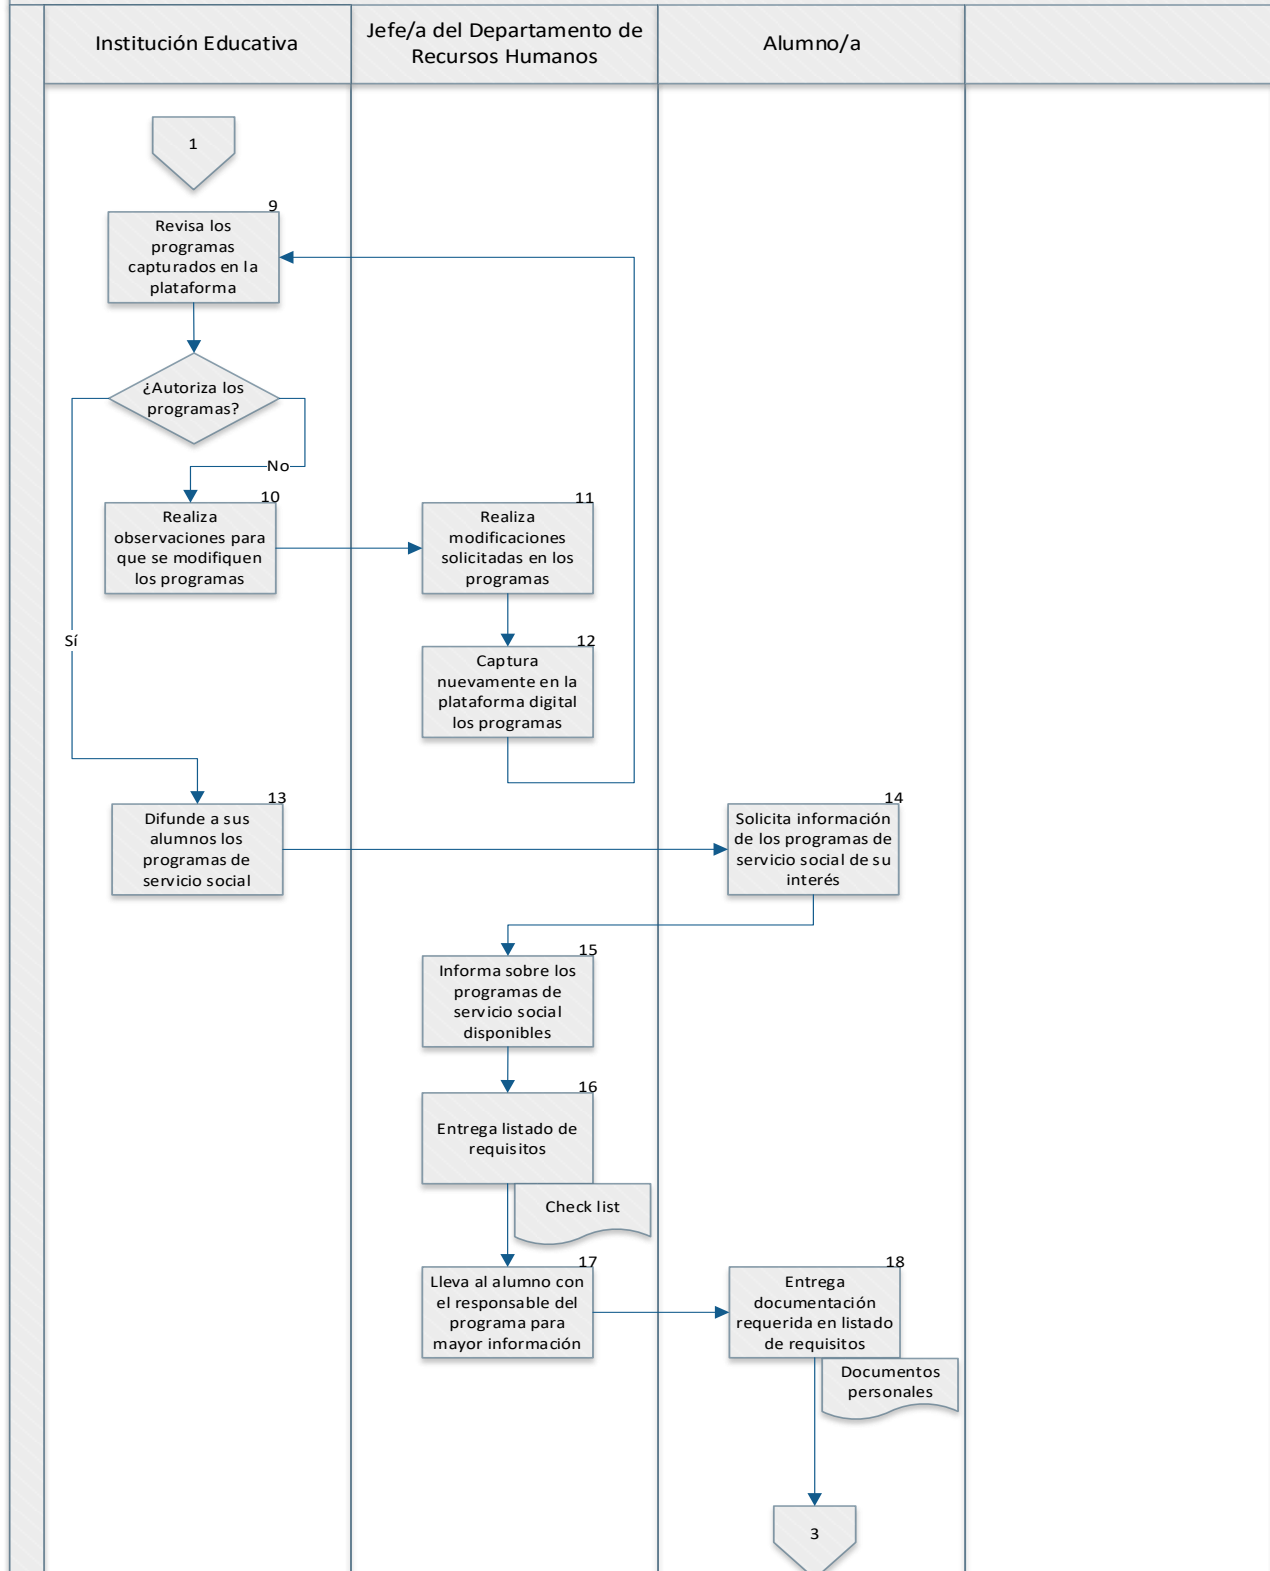 Institución Educativa
Jefe/a del Departamento de
Recursos Humanos
Alumno/a
1
9
Revisa los
programas
capturados en la
plataforma
¿Autoriza los
programas?
No
10
Realiza
observaciones para
que se modifiquen
los programas
11
Realiza
modificaciones
solicitadas en los
programas
Sí
12
Captura
nuevamente en la
plataforma digital
los programas
13
Difunde a sus
alumnos los
programas de
servicio social
14
Solicita información
de los programas de
servicio social de su
interés
15
Informa sobre los
programas de
servicio social
disponibles
16
Entrega listado de
requisitos
Check list
17
Lleva al alumno con
el responsable del
programa para
mayor información
18
Entrega
documentación
requerida en listado
de requisitos
Documentos
personales
3